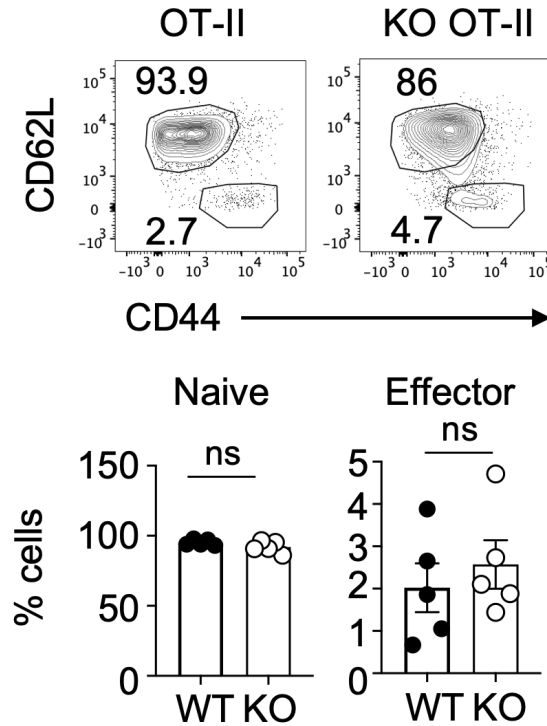 OT-II KO OT-II
93.9 86
2.7 4.7
CD62L
10⁵ 10⁵
10⁴ 10⁴
10³ 10³
0 0
−10³ −10³
−10³ 0 10³ 10⁴ 10⁵ −10³ 0 10³ 10⁴ 10⁵
CD44
Naive Effector
ns ns
% cells
150 5
100 4
50 3
0 2
1
0
WT KO WT KO